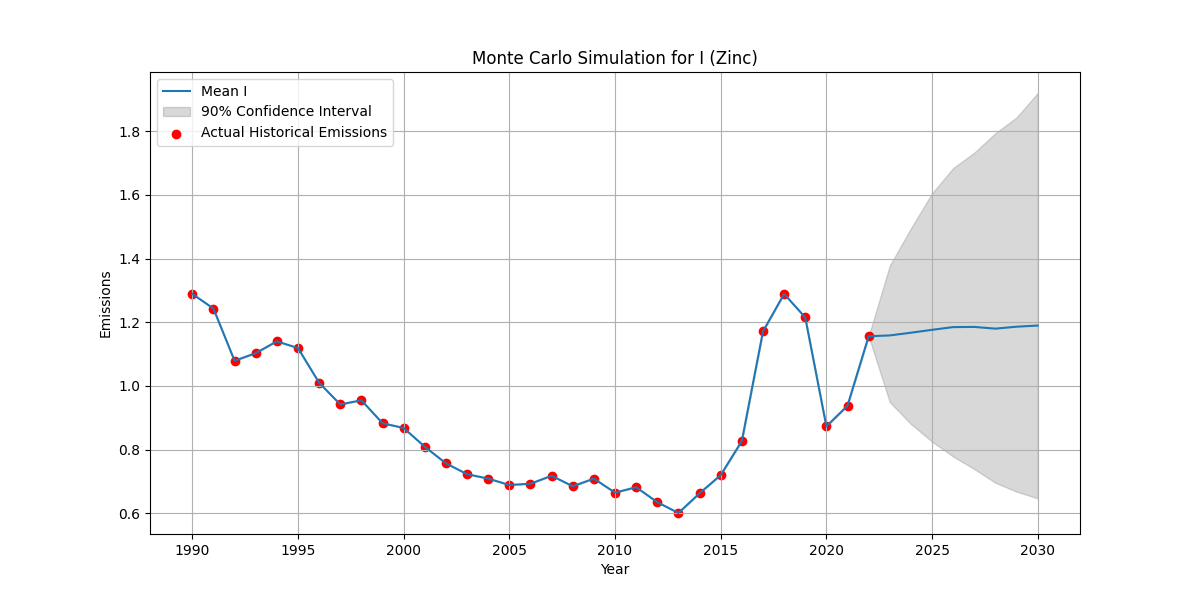 Monte Carlo Simulation for I (Zinc)
Mean I
90% Confidence Interval
Actual Historical Emissions
Emissions
1.8
1.6
1.4
1.2
1.0
0.8
0.6
1990 1995 2000 2005 2010 2015 2020 2025 2030
Year